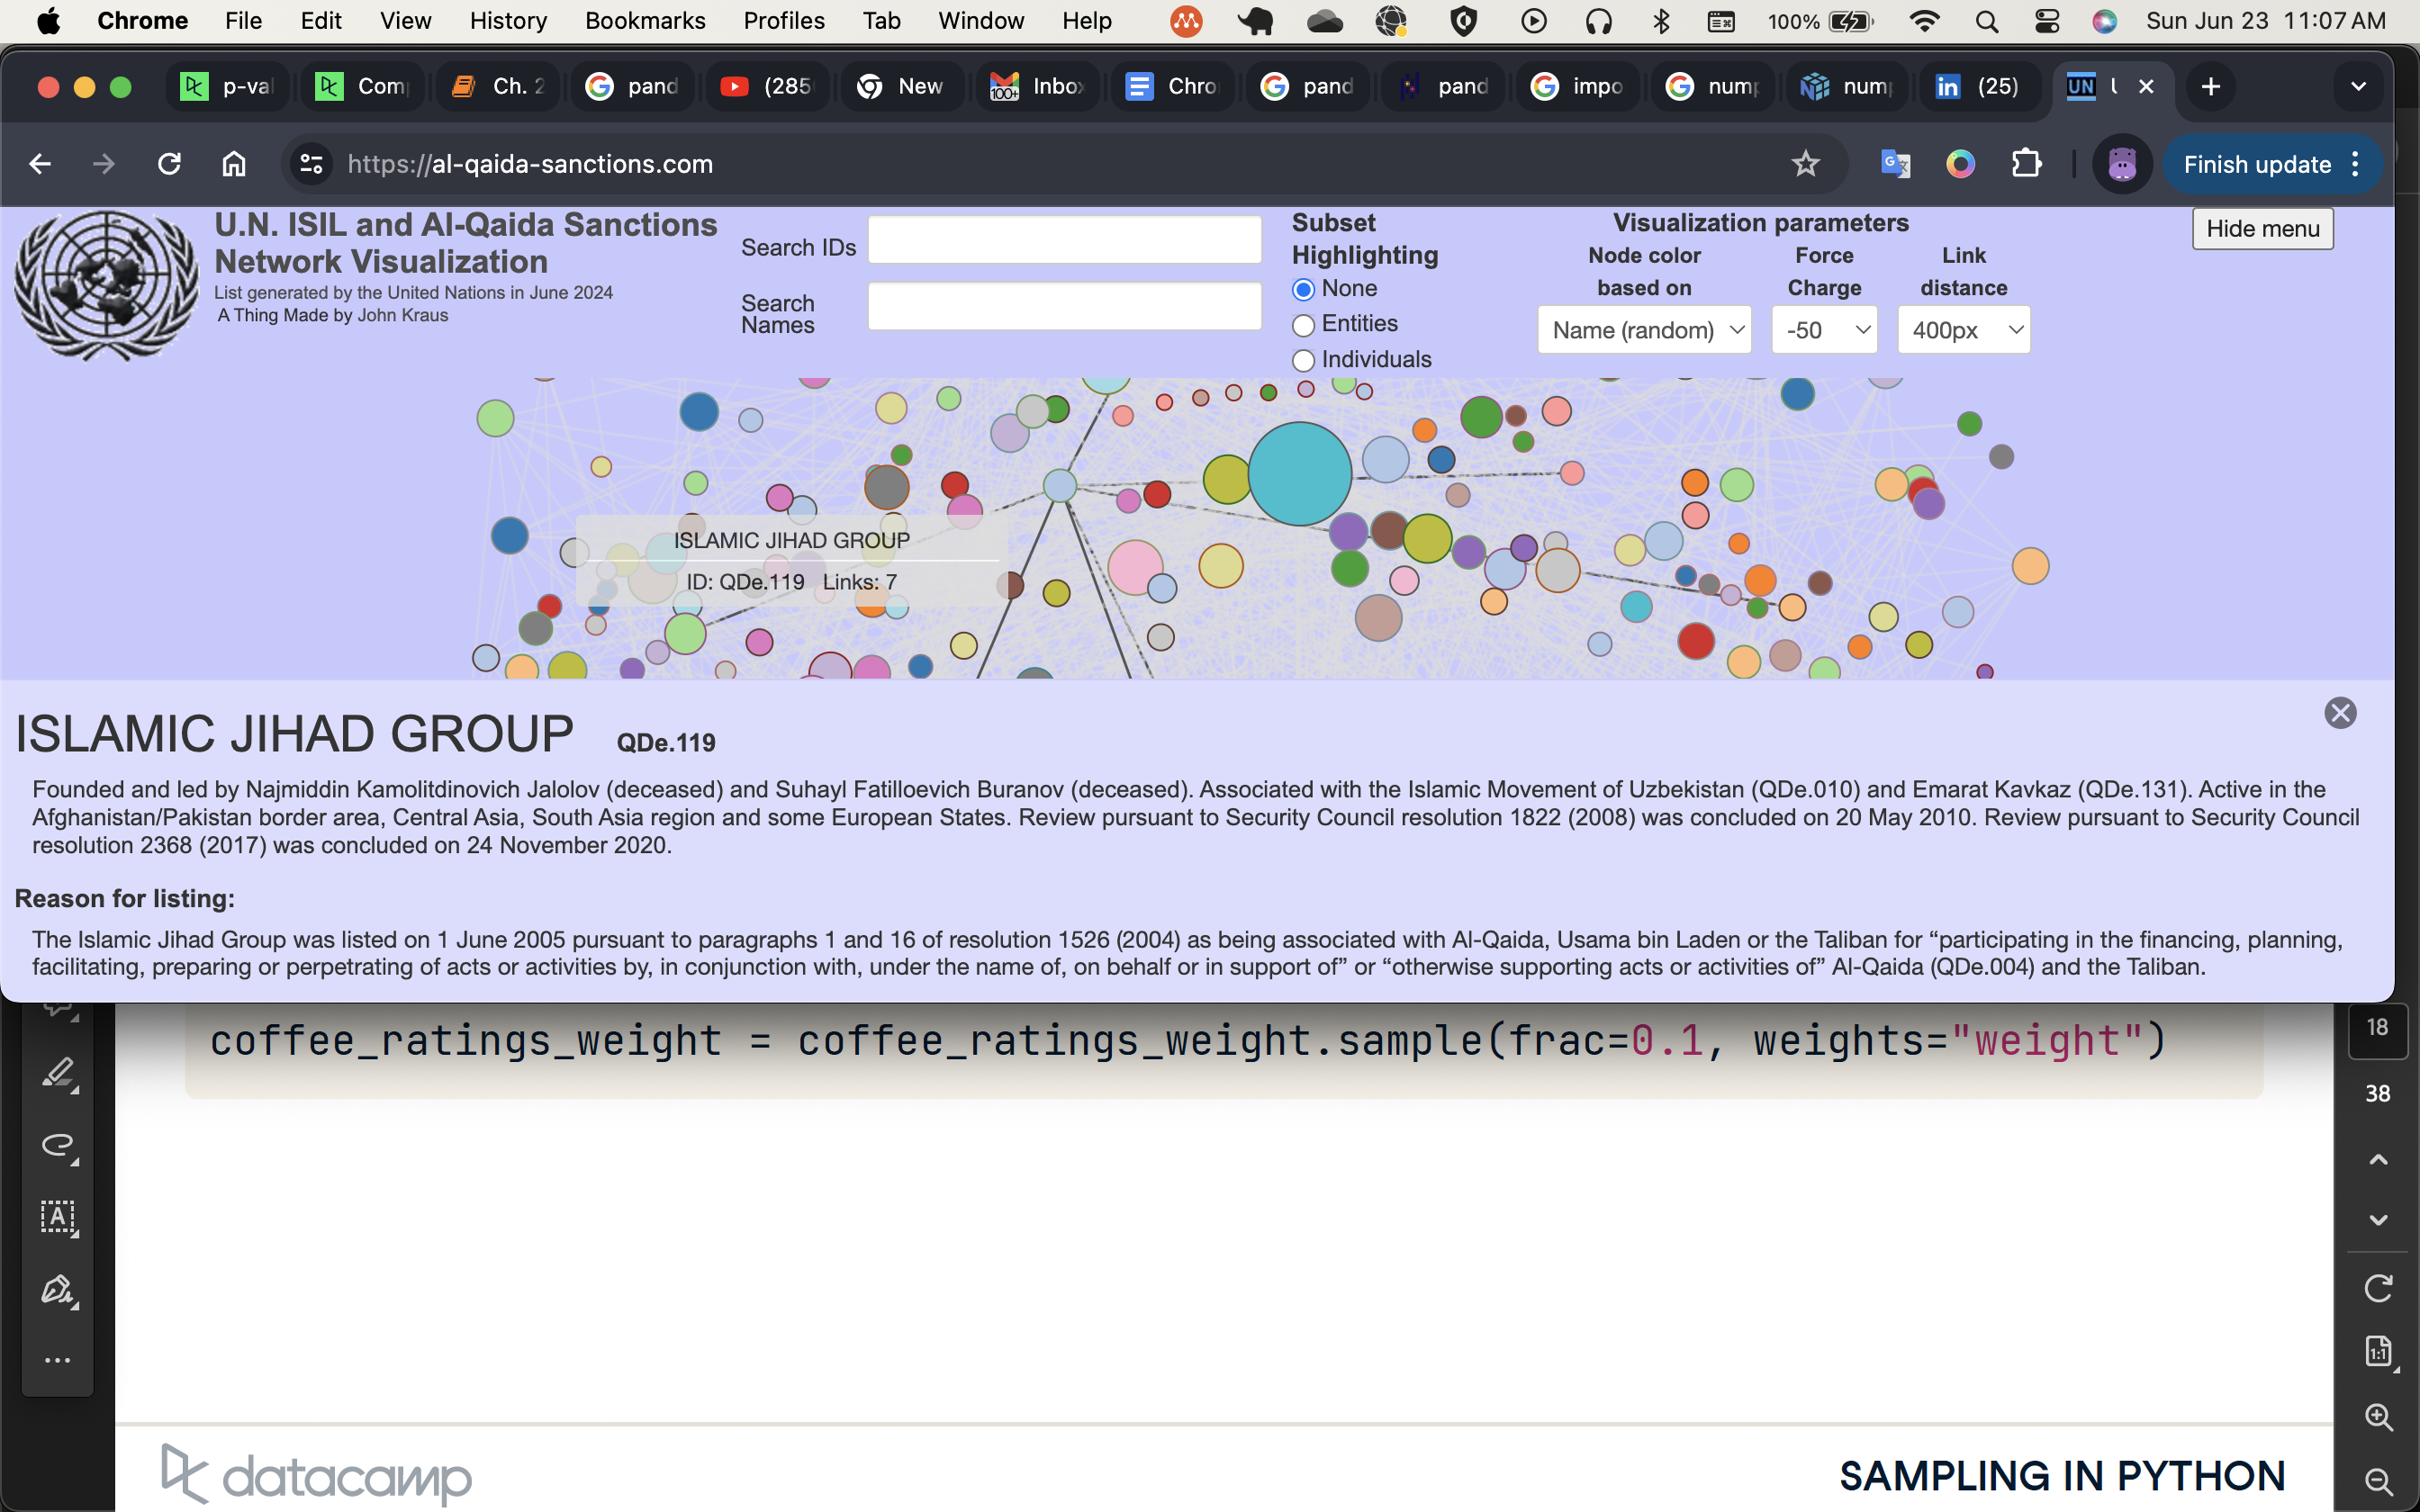 Chrome File Edit View History Bookmarks Profiles Tab Window Help 100% Sun Jun 23 11:07 AM
p-val Com Ch. 2 pand (285 New 100+ Inbox Chro pand pand impo num num in (25) UN
https://al-qaida-sanctions.com Finish update
U.N. ISIL and Al-Qaida Sanctions
Network Visualization
List generated by the United Nations in June 2024
A Thing Made by John Kraus
Search IDs
Search
Names
Subset
Highlighting
None
Entities
Individuals
Visualization parameters
Node color
based on
Name (random)
Force
Charge
-50
Link
distance
400px
Hide menu
ISLAMIC JIHAD GROUP
ID: QDe.119 Links: 7
ISLAMIC JIHAD GROUP QDe.119
Founded and led by Najmiddin Kamolitdinovich Jalolov (deceased) and Suhayl Fatilloevich Buranov (deceased). Associated with the Islamic Movement of Uzbekistan (QDe.010) and Emarat Kavkaz (QDe.131). Active in the
Afghanistan/Pakistan border area, Central Asia, South Asia region and some European States. Review pursuant to Security Council resolution 1822 (2008) was concluded on 20 May 2010. Review pursuant to Security Council
resolution 2368 (2017) was concluded on 24 November 2020.
Reason for listing:
The Islamic Jihad Group was listed on 1 June 2005 pursuant to paragraphs 1 and 16 of resolution 1526 (2004) as being associated with Al-Qaida, Usama bin Laden or the Taliban for “participating in the financing, planning,
facilitating, preparing or perpetrating of acts or activities by, in conjunction with, under the name of, on behalf or in support of” or “otherwise supporting acts or activities of” Al-Qaida (QDe.004) and the Taliban.
coffee_ratings_weight = coffee_ratings_weight.sample(frac=0.1, weights="weight")
18
38
1:1
datacamp
SAMPLING IN PYTHON